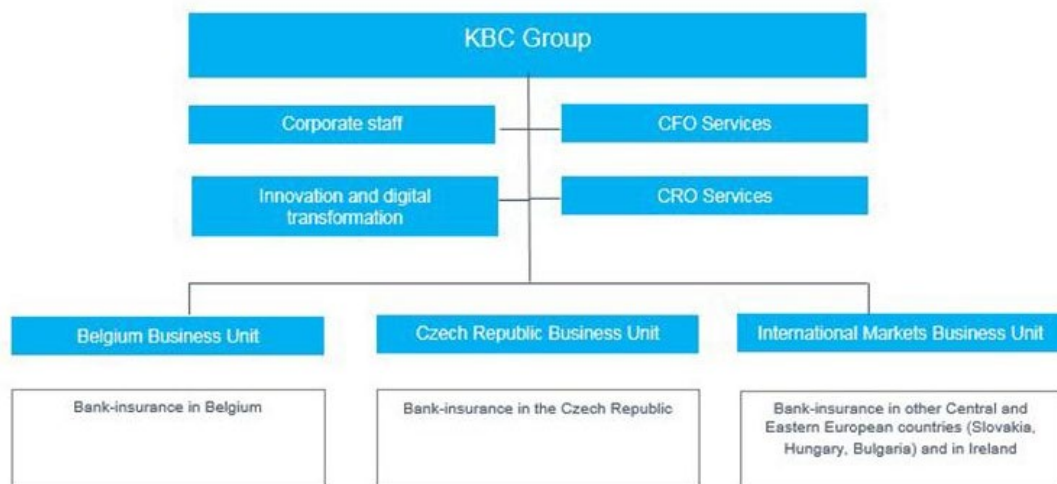 KBC Group
Corporate staff
CFO Services
Innovation and digital
transformation
CRO Services
Belgium Business Unit
Czech Republic Business Unit
International Markets Business Unit
Bank-insurance in Belgium
Bank-insurance in the Czech Republic
Bank-insurance in other Central and
Eastern European countries (Slovakia,
Hungary, Bulgaria) and in Ireland